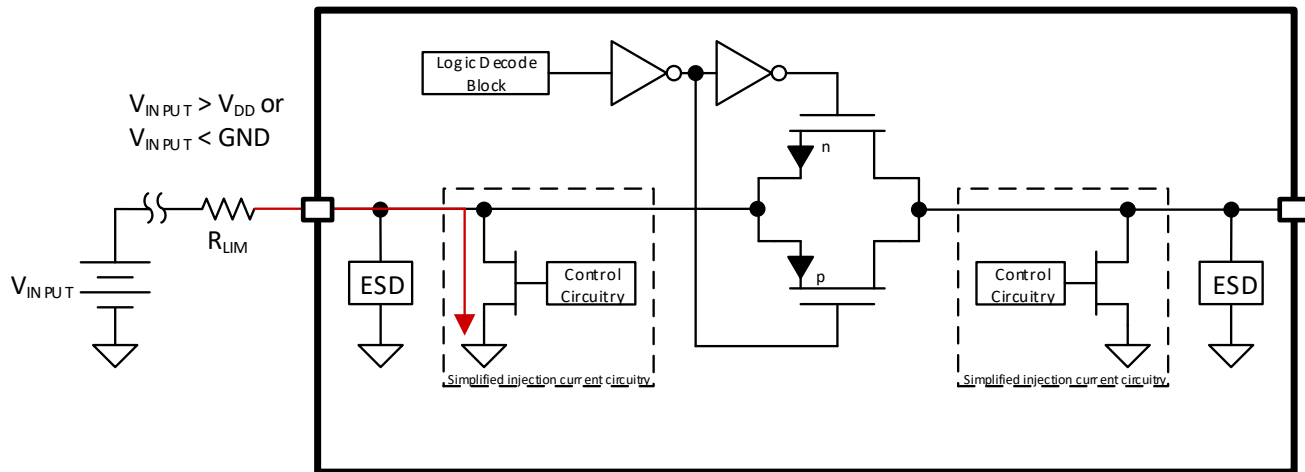 Logic Decode
Block
V_INPUT > V_DD or
V_INPUT < GND
n
R_LIM
p
V_INPUT
ESD
Control
Circuitry
Control
Circuitry
ESD
Simplified injection current circuitry
Simplified injection current circuitry